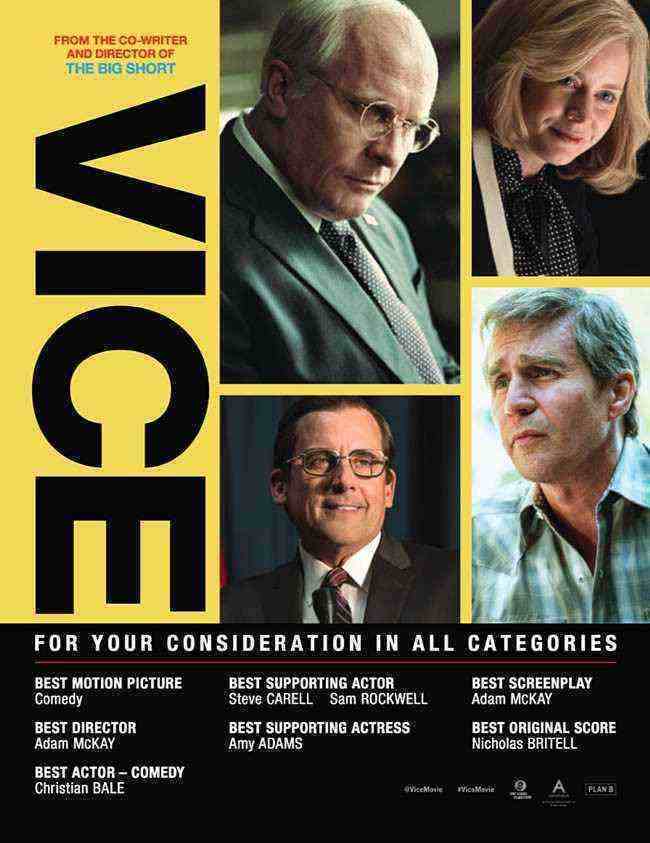 FROM THE CO-WRITER
AND DIRECTOR OF
THE BIG SHORT
VICE
FOR YOUR CONSIDERATION IN ALL CATEGORIES
BEST MOTION PICTURE
Comedy
BEST DIRECTOR
Adam McKAY
BEST ACTOR – COMEDY
Christian BALE
BEST SUPPORTING ACTOR
Steve CARELL Sam ROCKWELL
BEST SUPPORTING ACTRESS
Amy ADAMS
BEST SCREENPLAY
Adam McKAY
BEST ORIGINAL SCORE
Nicholas BRITELL
@ViceMovie #ViceMovie
PLAN B